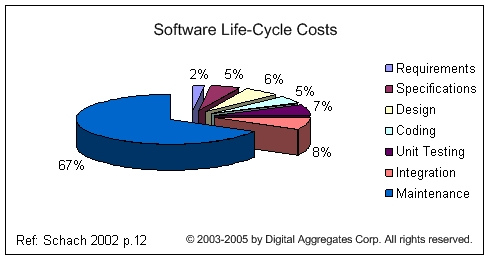 Software Life-Cycle Costs
2%
5%
6%
5%
7%
8%
67%
Requirements
Specifications
Design
Coding
Unit Testing
Integration
Maintenance
Ref: Schach 2002 p.12
© 2003-2005 by Digital Aggregates Corp. All rights reserved.